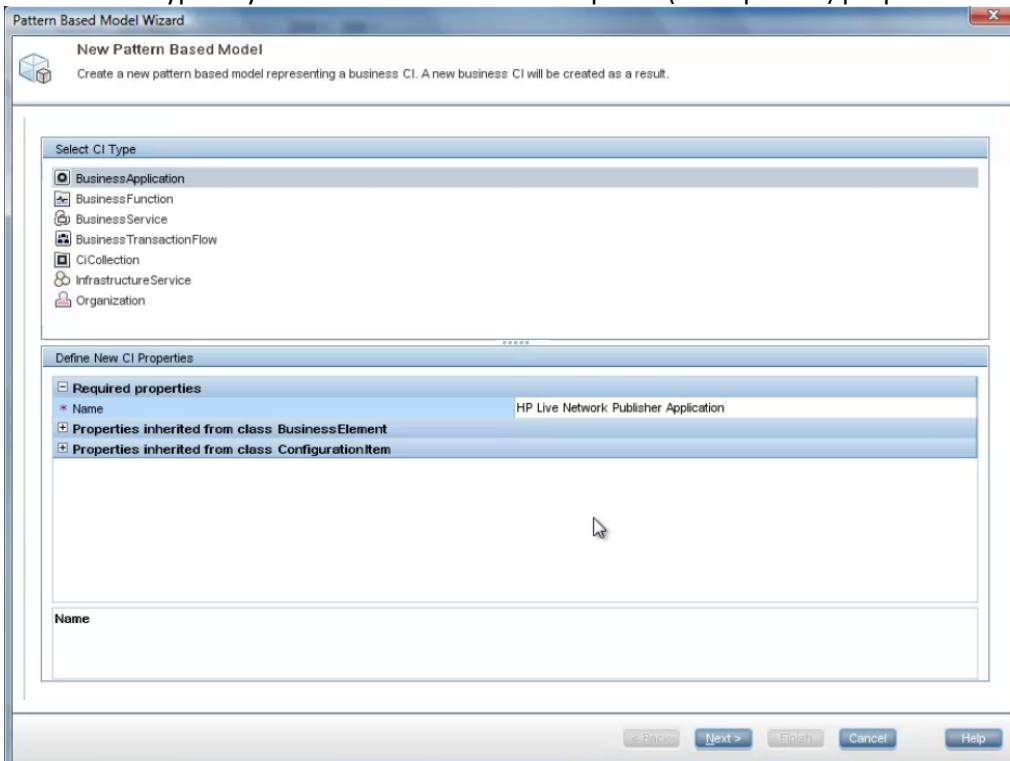 Pattern Based Model Wizard
X
New Pattern Based Model
Create a new pattern based model representing a business CI. A new business CI will be created as a result.
Select CI Type
BusinessApplication
BusinessFunction
BusinessService
BusinessTransactionFlow
CiCollection
InfrastructureService
Organization
Define New CI Properties
Required properties
* Name HP Live Network Publisher Application
Properties inherited from class BusinessElement
Properties inherited from class ConfigurationItem
Name
< Back Next > Finish Cancel Help